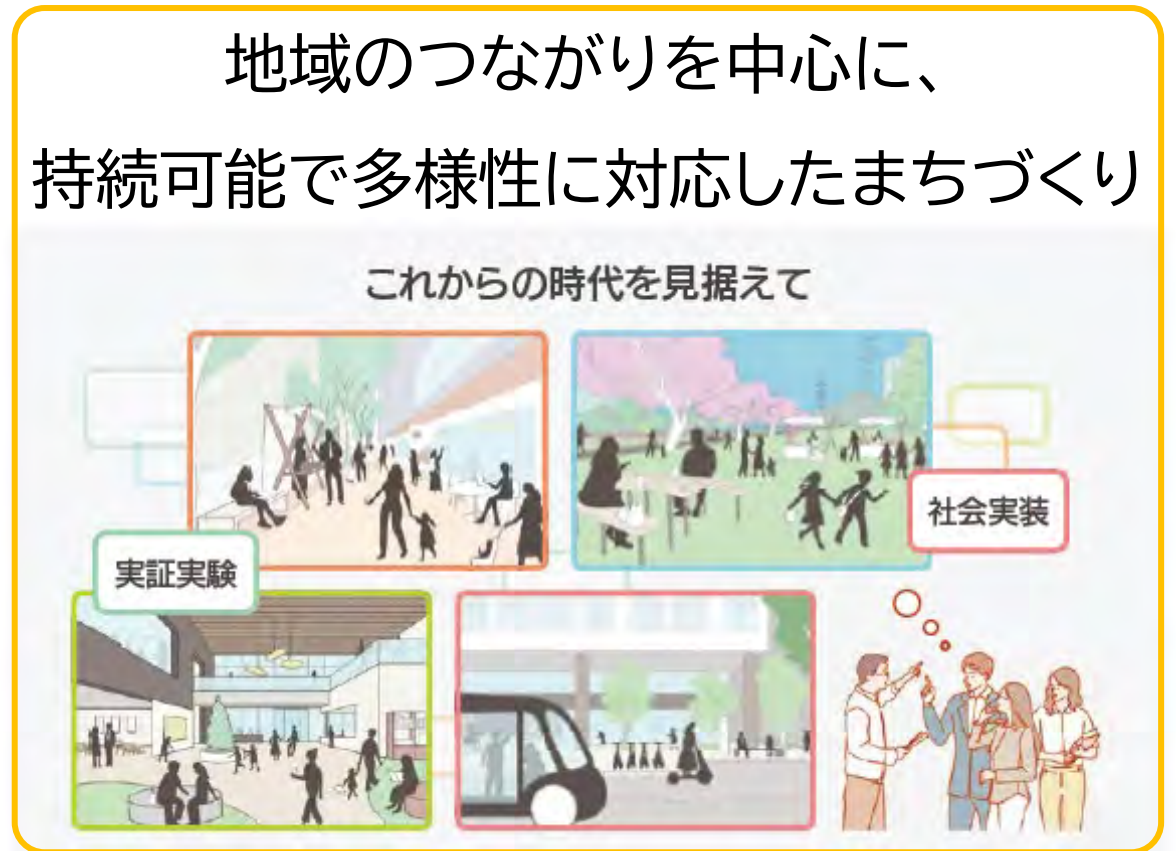 地域のつながりを中心に、
持続可能で多様性に対応したまちづくり
これからの時代を見据えて
社会実装
実証実験